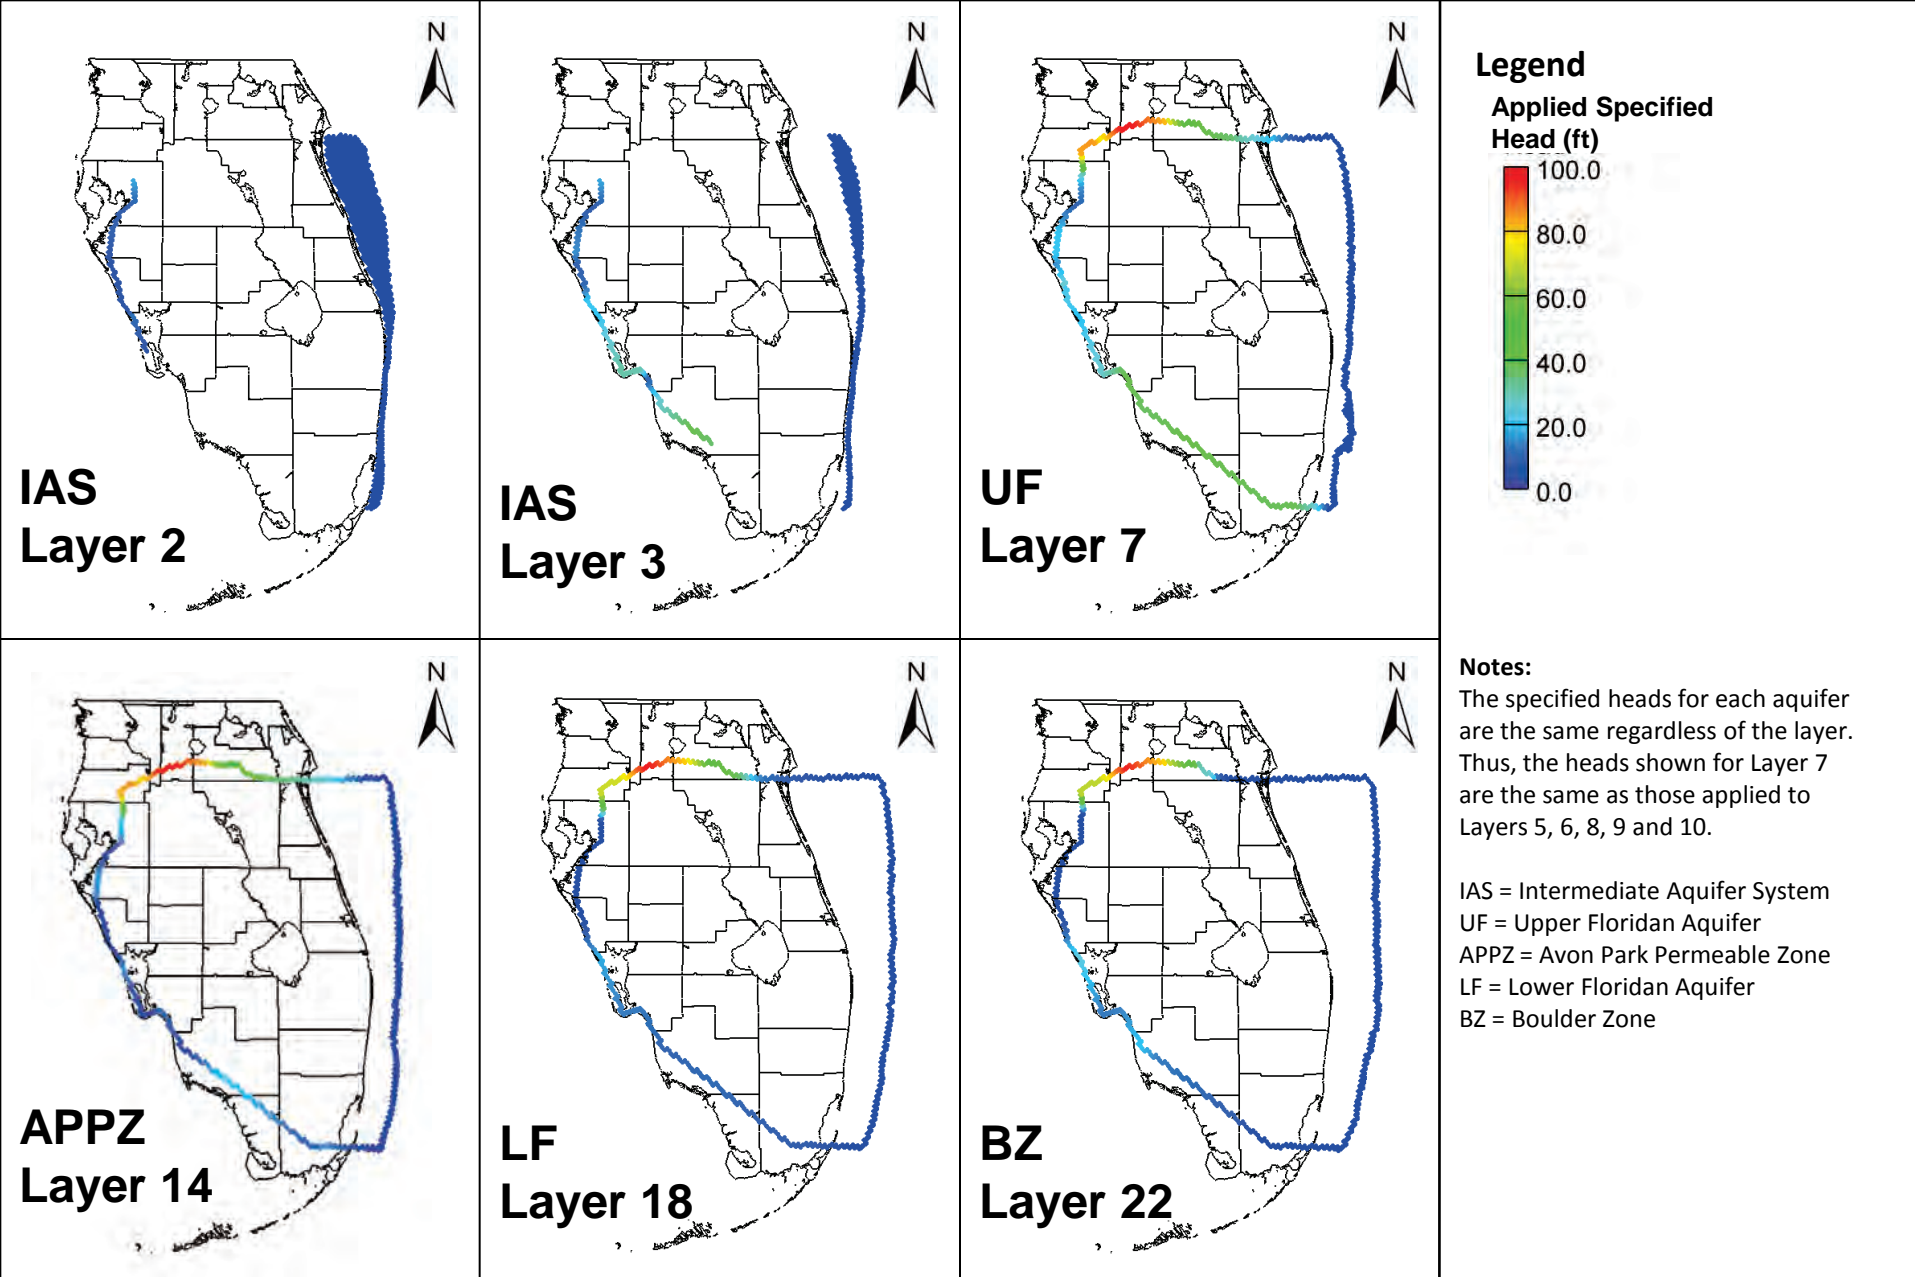 N
IAS
Layer 2
N
IAS
Layer 3
N
UF
Layer 7
Legend
Applied Specified
Head (ft)
100.0
80.0
60.0
40.0
20.0
0.0
N
APPZ
Layer 14
N
LF
Layer 18
N
BZ
Layer 22
Notes:
The specified heads for each aquifer
are the same regardless of the layer.
Thus, the heads shown for Layer 7
are the same as those applied to
Layers 5, 6, 8, 9 and 10.
IAS = Intermediate Aquifer System
UF = Upper Floridan Aquifer
APPZ = Avon Park Permeable Zone
LF = Lower Floridan Aquifer
BZ = Boulder Zone